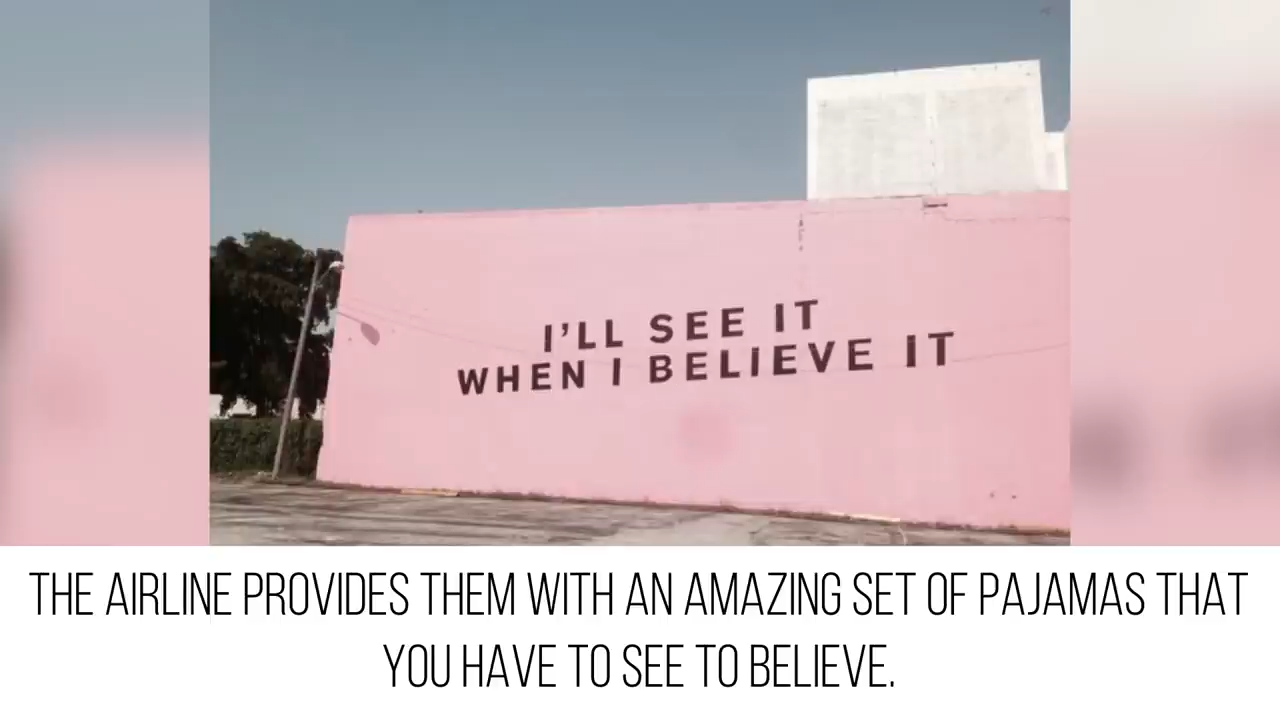 I'LL SEE IT
WHEN I BELIEVE IT
THE AIRLINE PROVIDES THEM WITH AN AMAZING SET OF PAJAMAS THAT
YOU HAVE TO SEE TO BELIEVE.